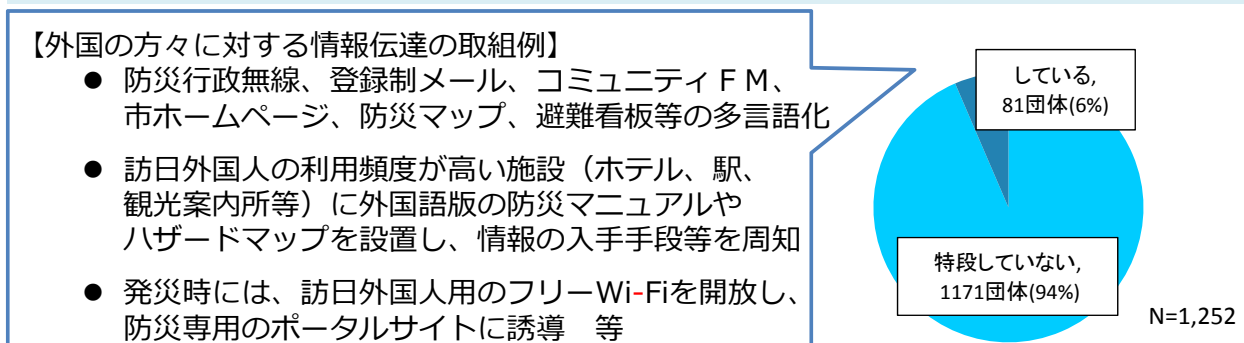 【外国の方々に対する情報伝達の取組例】
● 防災行政無線、登録制メール、コミュニティＦＭ、
市ホームページ、防災マップ、避難看板等の多言語化
● 訪日外国人の利用頻度が高い施設（ホテル、駅、
観光案内所等）に外国語版の防災マニュアルや
ハザードマップを設置し、情報の入手手段等を周知
● 発災時には、訪日外国人用のフリーWi-Fiを開放し、
防災専用のポータルサイトに誘導　等
している,
81団体(6%)
特段していない,
1171団体(94%)
N=1,252